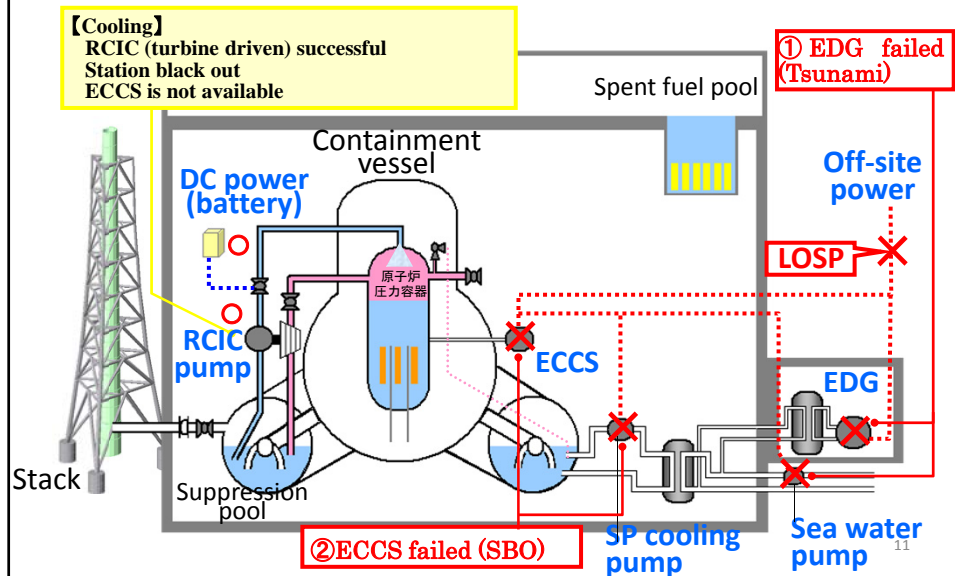 【Cooling】
RCIC (turbine driven) successful
Station black out
ECCS is not available
① EDG failed
(Tsunami)
Spent fuel pool
Containment
vessel
DC power
(battery)
Off-site
power
LOSP
原子炉
圧力容器
RCIC
pump
ECCS
EDG
Stack
Suppression
pool
②ECCS failed (SBO)
SP cooling
pump
Sea water
pump
11